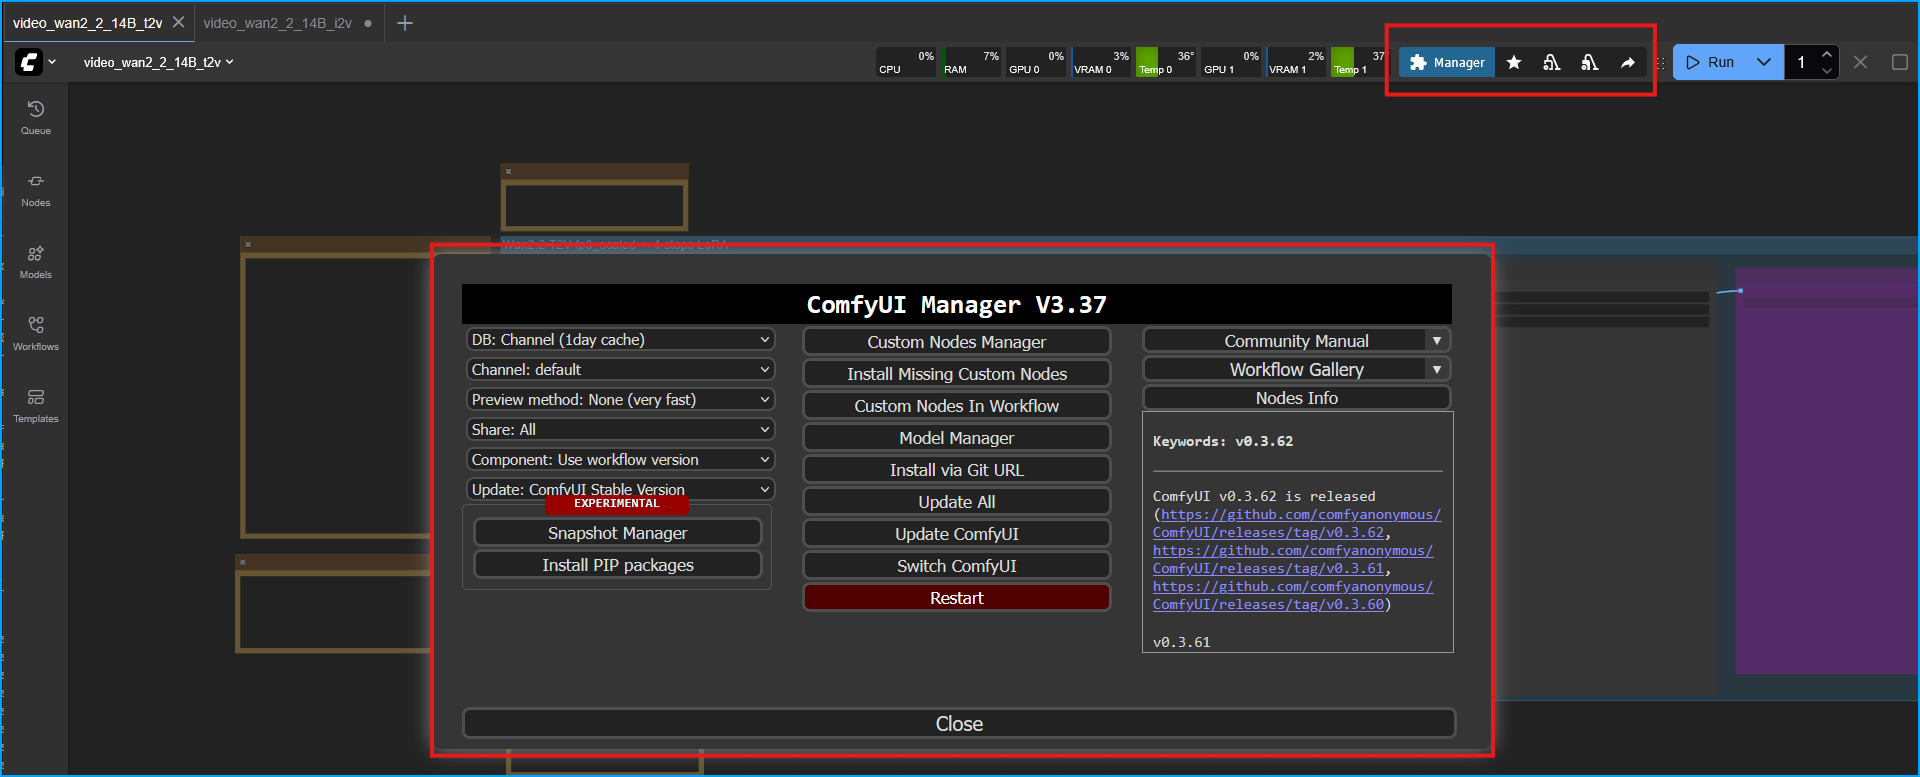 video_wan2_2_14B_t2v
video_wan2_2_14B_i2v
video_wan2_2_14B_t2v
0%
CPU
7%
RAM
0%
GPU 0
3%
VRAM 0
36°
Temp 0
0%
GPU 1
2%
VRAM 1
37
Temp 1
Manager
Run
1
Queue
Nodes
Models
Workflows
Templates
ComfyUI Manager V3.37
DB: Channel (1day cache)
Channel: default
Preview method: None (very fast)
Share: All
Component: Use workflow version
Update: ComfyUI Stable Version
EXPERIMENTAL
Snapshot Manager
Install PIP packages
Custom Nodes Manager
Install Missing Custom Nodes
Custom Nodes In Workflow
Model Manager
Install via Git URL
Update All
Update ComfyUI
Switch ComfyUI
Restart
Community Manual
Workflow Gallery
Nodes Info
Keywords: v0.3.62
ComfyUI v0.3.62 is released
(https://github.com/comfyanonymous/
ComfyUI/releases/tag/v0.3.62,
https://github.com/comfyanonymous/
ComfyUI/releases/tag/v0.3.61,
https://github.com/comfyanonymous/
ComfyUI/releases/tag/v0.3.60)
v0.3.61
Close